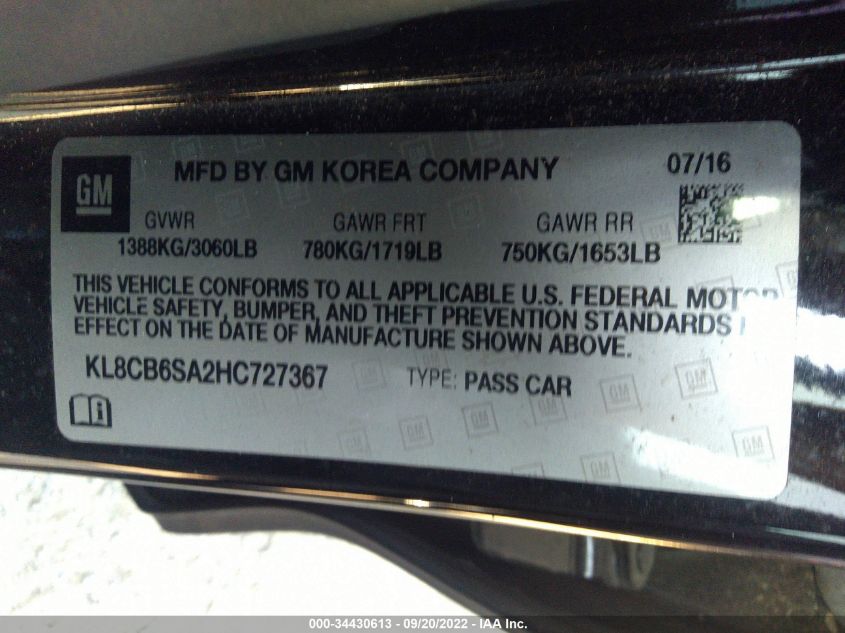 GM
MFD BY GM KOREA COMPANY
07/16
GVWR GAWR FRT GAWR RR
1388KG/3060LB 780KG/1719LB 750KG/1653LB
THIS VEHICLE CONFORMS TO ALL APPLICABLE U.S. FEDERAL MOTOR
VEHICLE SAFETY, BUMPER, AND THEFT PREVENTION STANDARDS
EFFECT ON THE DATE OF MANUFACTURE SHOWN ABOVE.
KL8CB6SA2HC727367 TYPE: PASS CAR
000-34430613 - 09/20/2022 - IAA Inc.